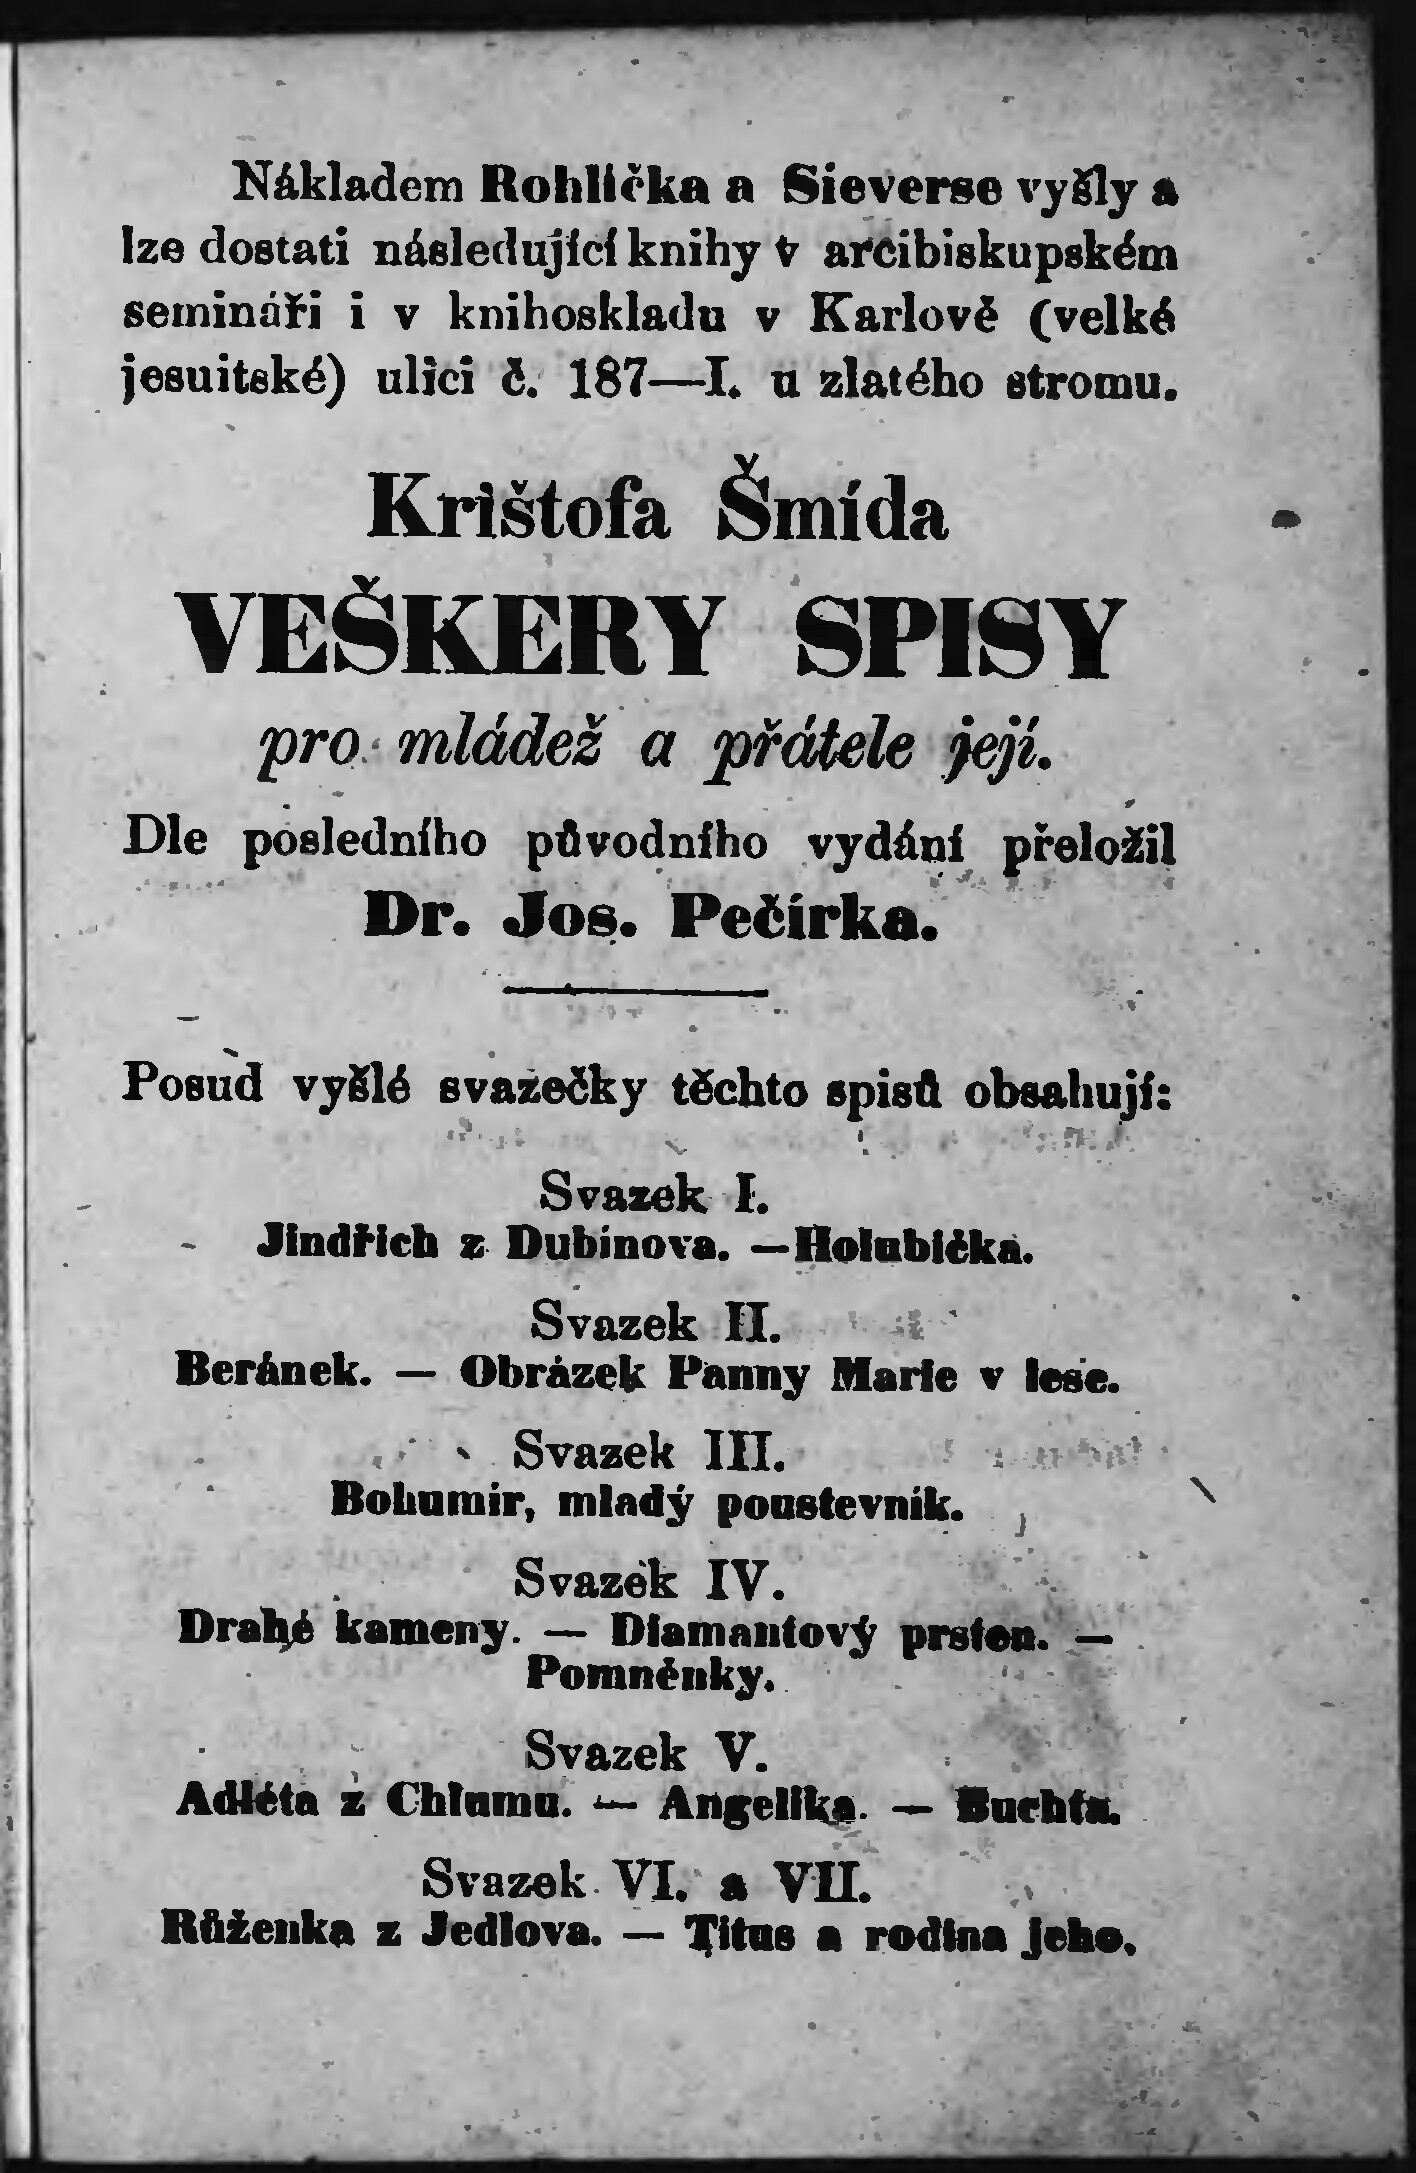 Nákladem Rohlíčka a Sieverse vyšly a
lze dostati následující knihy v arcibiskupském
semináři i v knihoskladu v Karlově (velké
jesuitské) ulici č. 187—I. u zlatého stromu.
Krištofa Šmída
VEŠKERY SPISY
pro mládež a přátele její.
Dle posledního původního vydání přeložil
Dr. Jos. Pečírka.
Posud vyšlé svazečky těchto spisů obsahují:
Svazek I.
Jindřich z Dubinova. — Holubička.
Svazek II.
Beránek. — Obrázek Panny Marie v lese.
Svazek III.
Bohumír, mladý poustevník.
Svazek IV.
Drahé kameny. — Diamantový prsten. —
Pomněnky.
Svazek V.
Adléta z Chlumu. — Angelika. — Buchta.
Svazek VI. a VII.
Růženka z Jedlova. — Titus a rodina jeho.